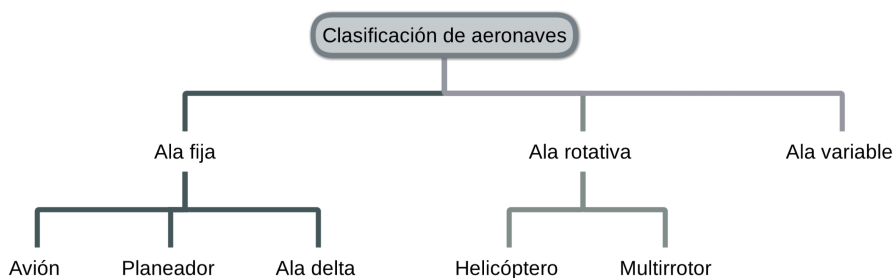 Clasificación de aeronaves
Ala fija
Ala rotativa
Ala variable
Avión
Planeador
Ala delta
Helicóptero
Multirrotor